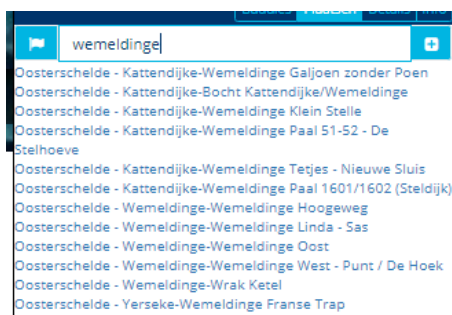 Buddies Plaatsen Details Info
wemeldinge
Oosterschelde - Kattendijke-Wemeldinge Galjoen zonder Poen
Oosterschelde - Kattendijke-Bocht Kattendijke/Wemeldinge
Oosterschelde - Kattendijke-Wemeldinge Klein Stelle
Oosterschelde - Kattendijke-Wemeldinge Paal 51-52 - De
Stelhoeve
Oosterschelde - Kattendijke-Wemeldinge Tetjes - Nieuwe Sluis
Oosterschelde - Kattendijke-Wemeldinge Paal 1601/1602 (Steldijk)
Oosterschelde - Wemeldinge-Wemeldinge Hoogeweg
Oosterschelde - Wemeldinge-Wemeldinge Linda - Sas
Oosterschelde - Wemeldinge-Wemeldinge Oost
Oosterschelde - Wemeldinge-Wemeldinge West - Punt / De Hoek
Oosterschelde - Wemeldinge-Wrak Ketel
Oosterschelde - Yerseke-Wemeldinge Franse Trap